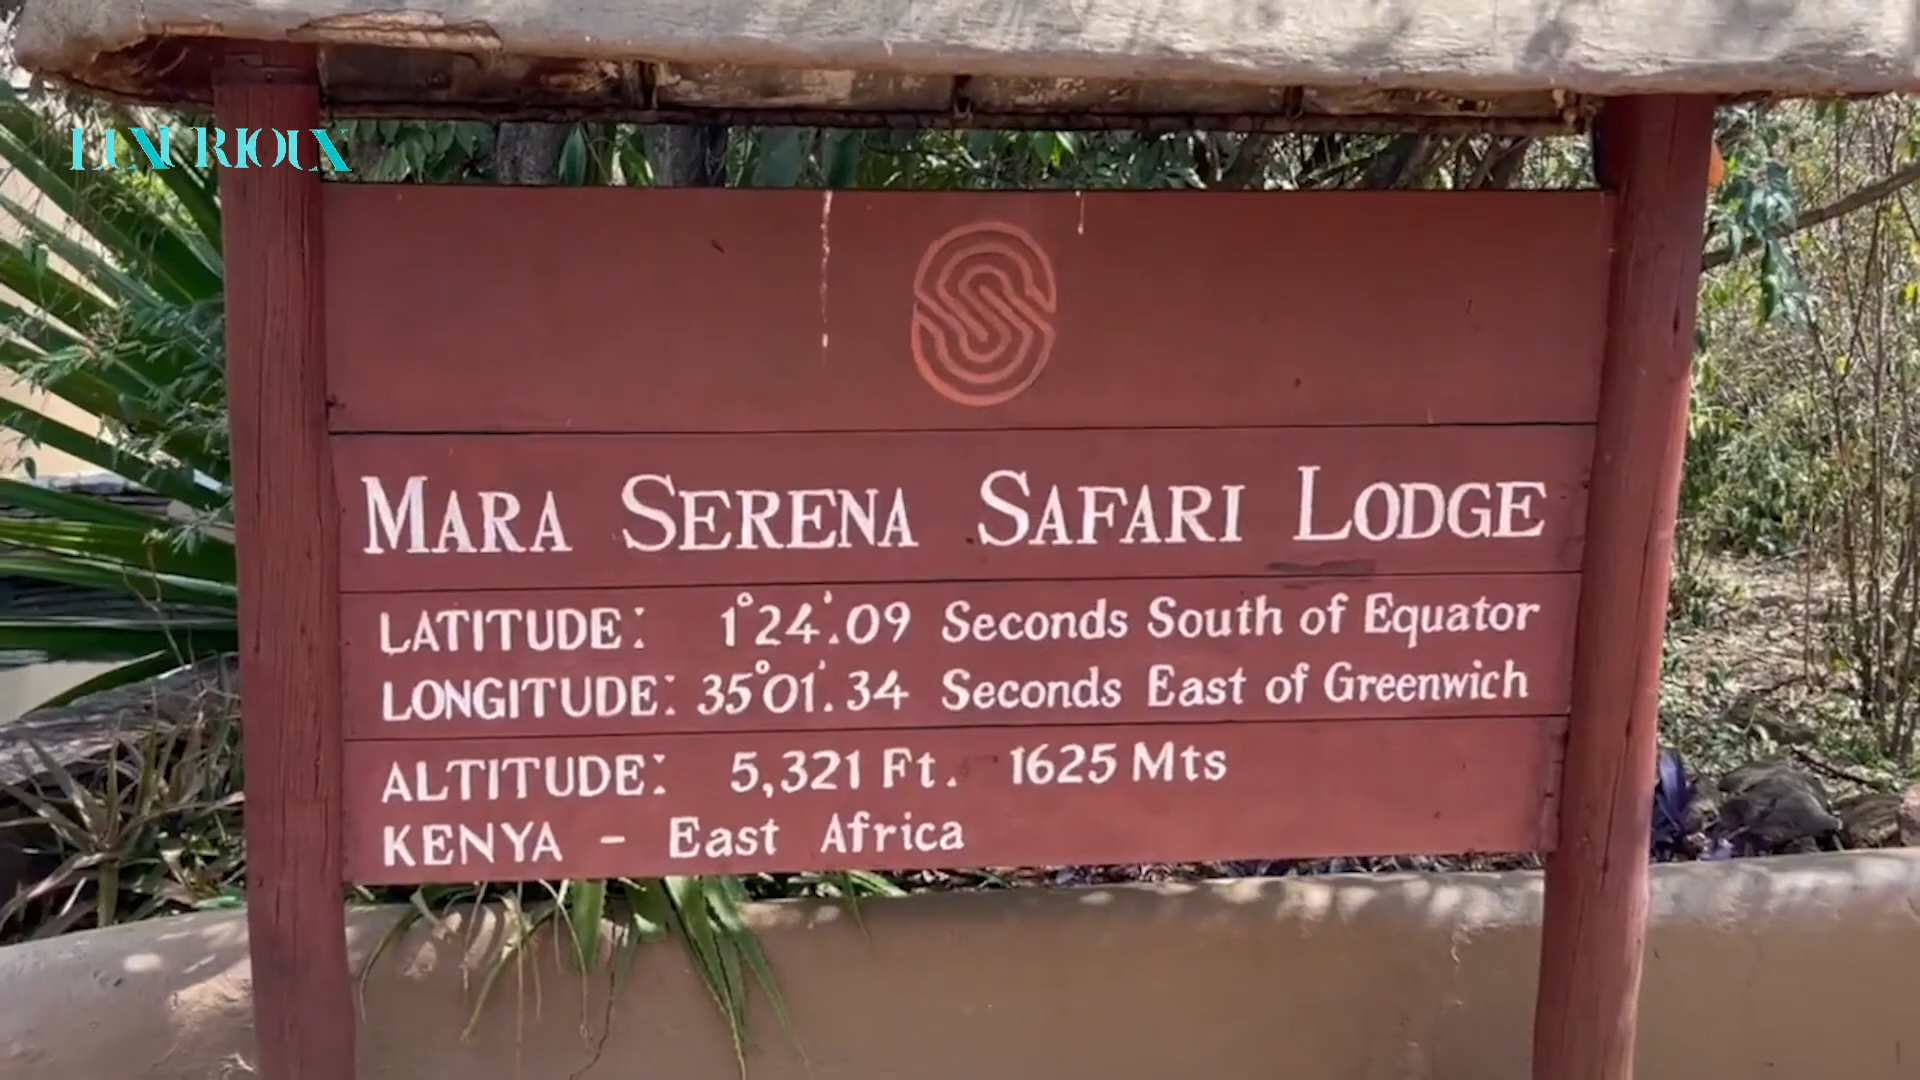 LUXURIOUX
MARA SERENA SAFARI LODGE
LATITUDE: 1°24'.09 Seconds South of Equator
LONGITUDE: 35°01'.34 Seconds East of Greenwich
ALTITUDE: 5,321 Ft. 1625 Mts
KENYA - East Africa